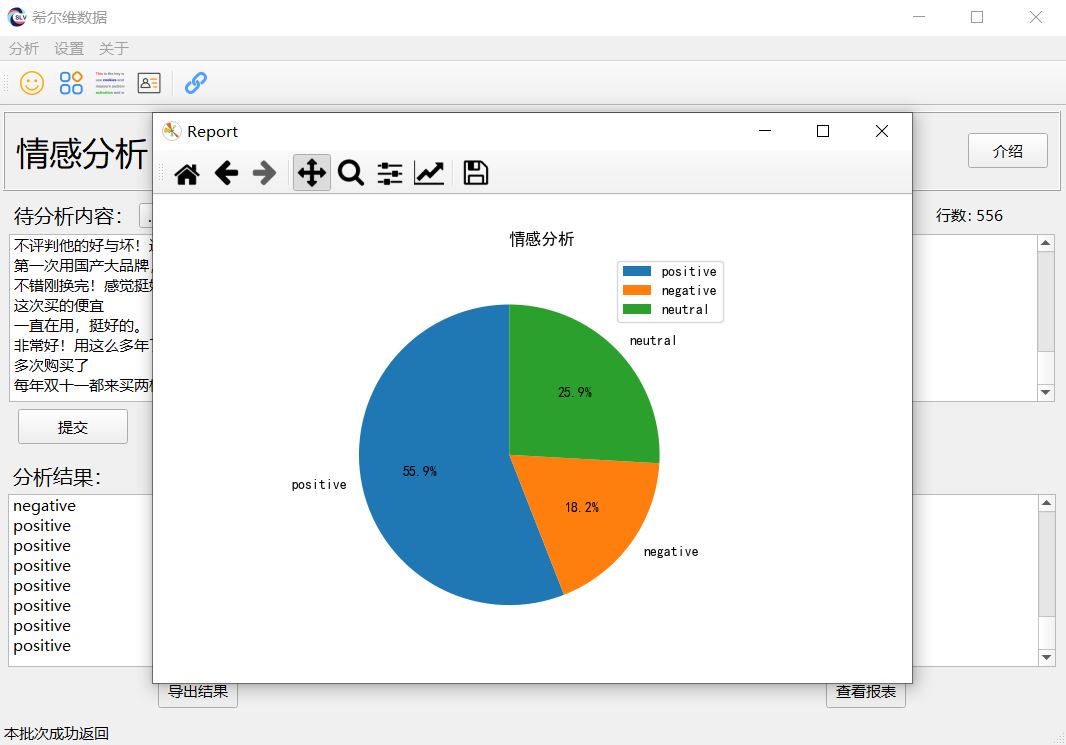 希尔维数据
分析 设置 关于
Report
情感分析
介绍
情感分析
positive
negative
neutral
neutral
25.9%
55.9%
positive
18.2%
negative
待分析内容:
行数: 556
不评判他的好与坏!
第一次用国产大品牌,
不错刚换完!感觉挺
这次买的便宜
一直在用，挺好的。
非常好！用这么多年
多次购买了
每年双十一都来买两
提交
分析结果:
negative
positive
positive
positive
positive
positive
positive
positive
导出结果
查看报表
本批次成功返回